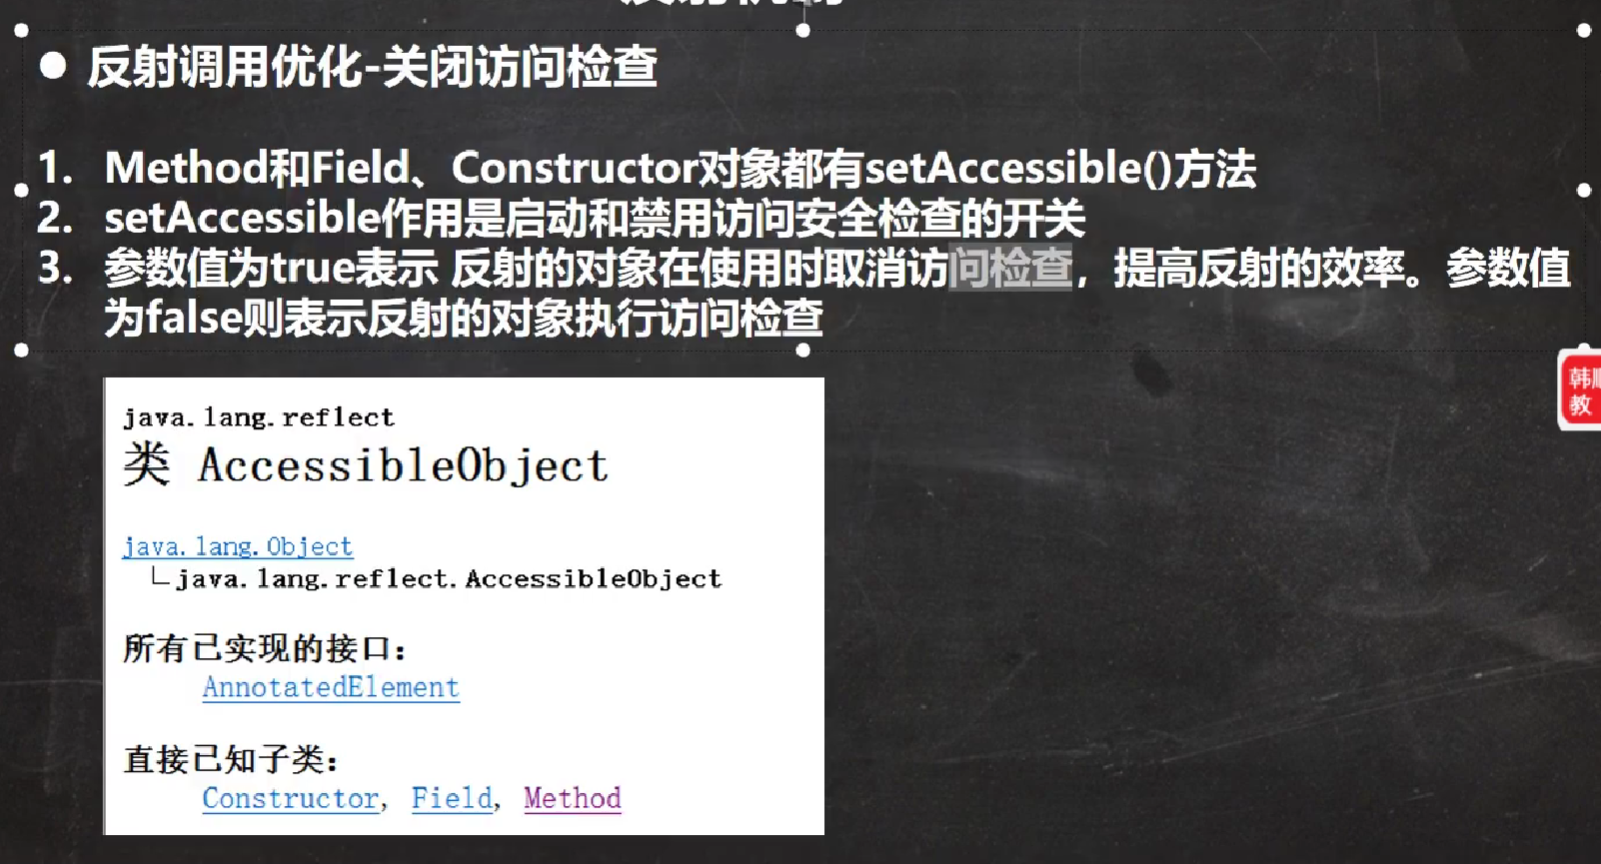 ● 反射调用优化-关闭访问检查
1. Method和Field、Constructor对象都有setAccessible()方法
2. setAccessible作用是启动和禁用访问安全检查的开关
3. 参数值为true表示 反射的对象在使用时取消访问检查，提高反射的效率。参数值
为false则表示反射的对象执行访问检查
java.lang.reflect
类 AccessibleObject
java.lang.Object
java.lang.reflect.AccessibleObject
所有已实现的接口：
AnnotatedElement
直接已知子类：
Constructor, Field, Method
教